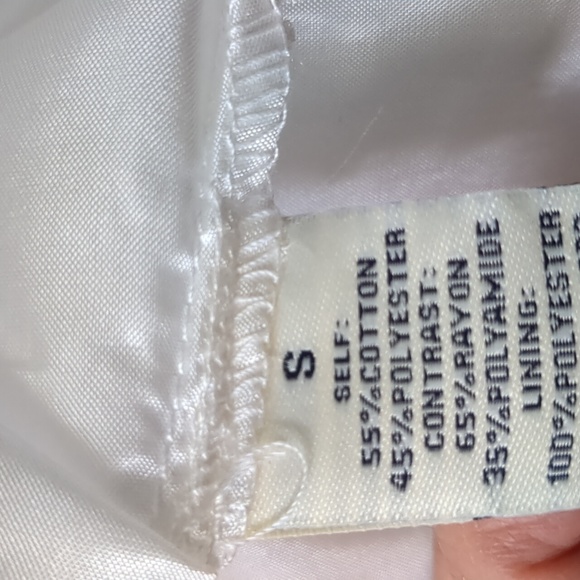 S
SELF:
55%COTTON
45%POLYESTER
CONTRAST:
65%RAYON
35%POLYAMIDE
LINING:
100%POLYESTER